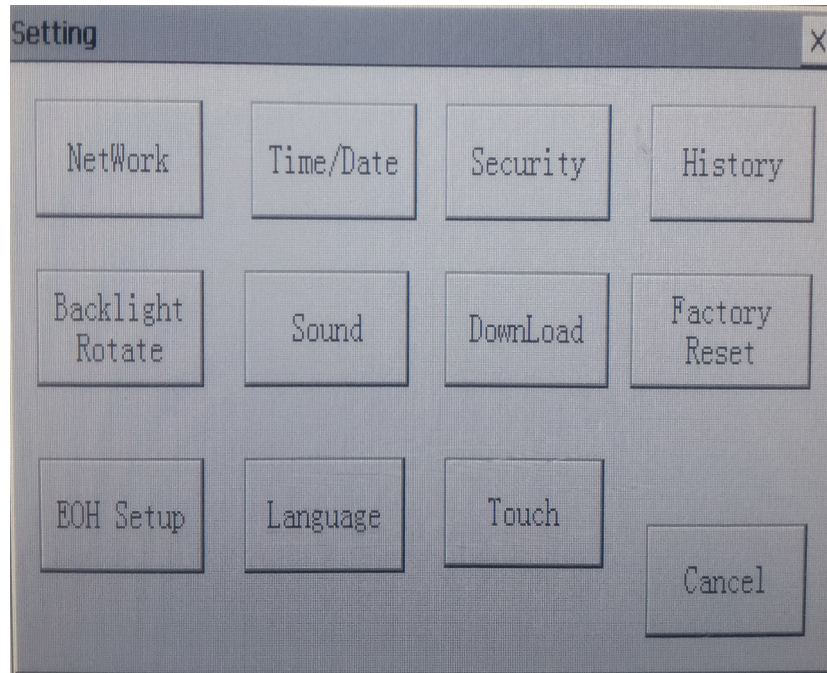 Setting
X
NetWork
Time/Date
Security
History
Backlight
Rotate
Sound
DownLoad
Factory
Reset
EOH Setup
Language
Touch
Cancel